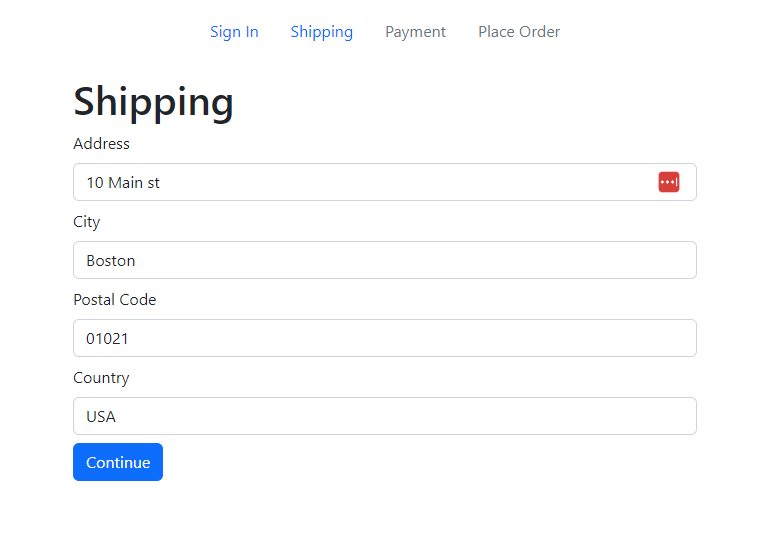 Sign In Shipping Payment Place Order
Shipping
Address
10 Main st
City
Boston
Postal Code
01021
Country
USA
Continue